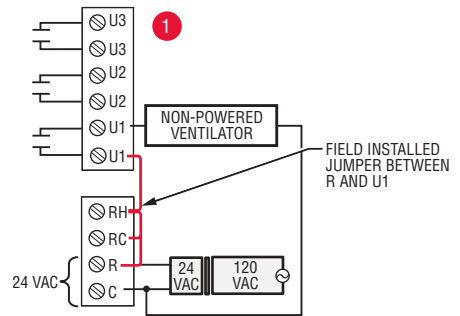 U3
1
U3
U2
U2
U1
NON-POWERED
VENTILATOR
U1
FIELD INSTALLED
JUMPER BETWEEN
R AND U1
RH
RC
R
24 VAC
C
24
VAC
120
VAC